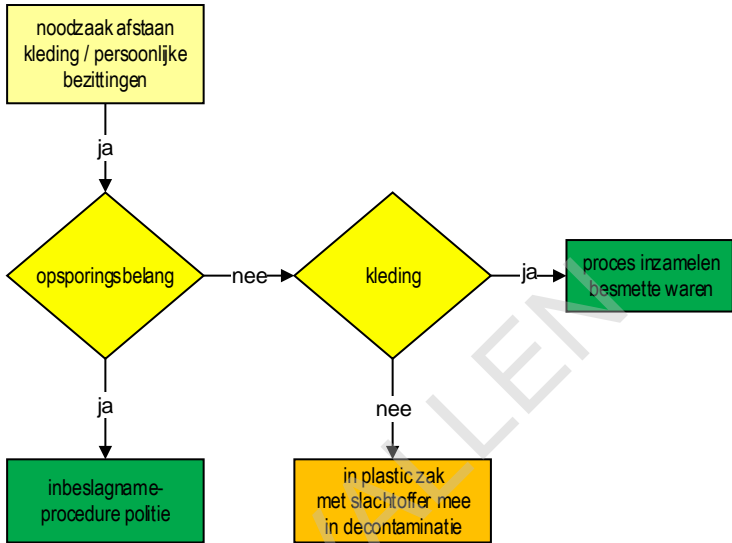 noodzaak afstaan
kleding / persoonlijke
bezittingen
ja
opsporingsbelang
nee
kleding
ja
proces inzamelen
besmette waren
ja
nee
inbeslagname-
procedure politie
in plastic zak
met slachtoffer mee
in decontaminatie